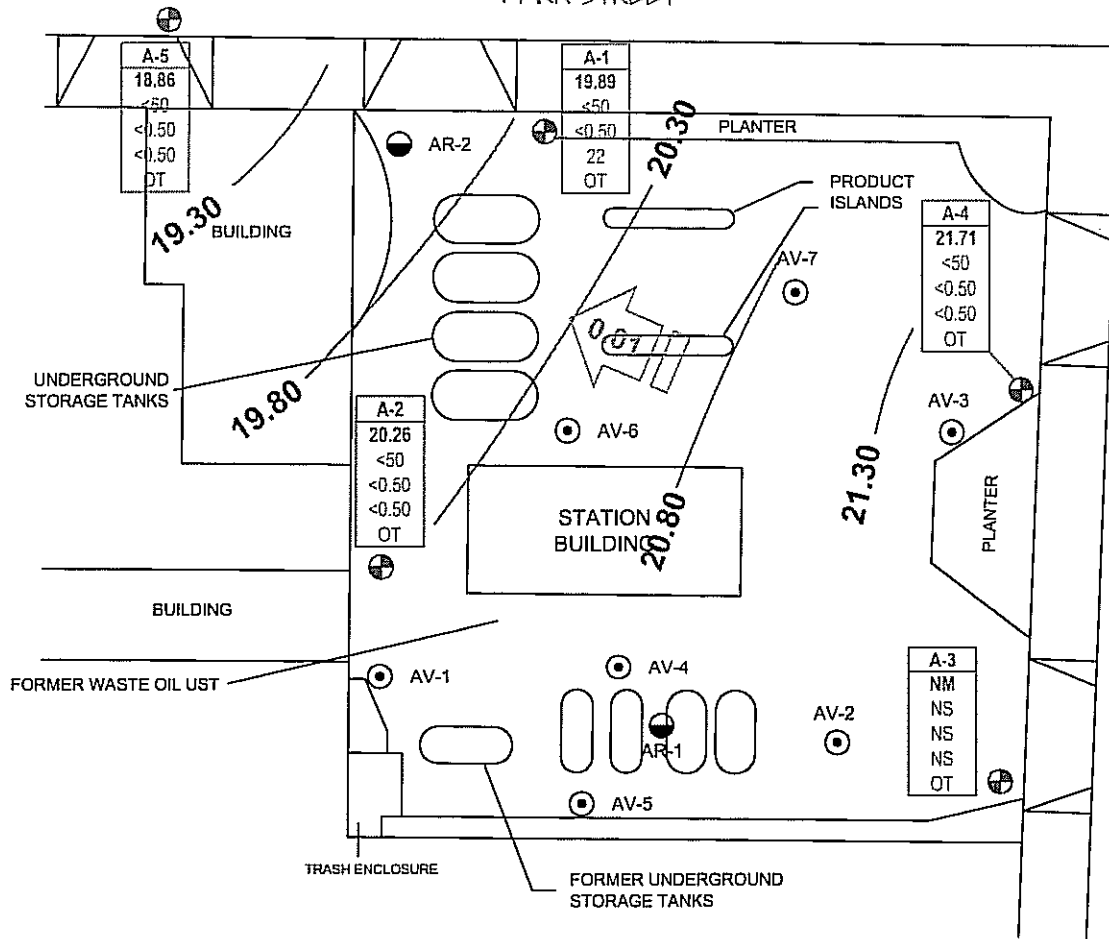 A-5
18.86
<50
<0.50
<0.50
OT
A-1
19.89
<50
<0.50
22
OT
PLANTER
AR-2
20.30
PRODUCT
ISLANDS
19.30
BUILDING
A-4
21.71
<50
<0.50
<0.50
OT
AV-7
0.01
UNDERGROUND
STORAGE TANKS
19.80
A-2
20.26
<50
<0.50
<0.50
OT
AV-6
AV-3
21.30
PLANTER
STATION
BUILDING
20.80
BUILDING
FORMER WASTE OIL UST
AV-1
AV-4
A-3
NM
NS
NS
NS
OT
AV-2
AR-1
AV-5
TRASH ENCLOSURE
FORMER UNDERGROUND
STORAGE TANKS